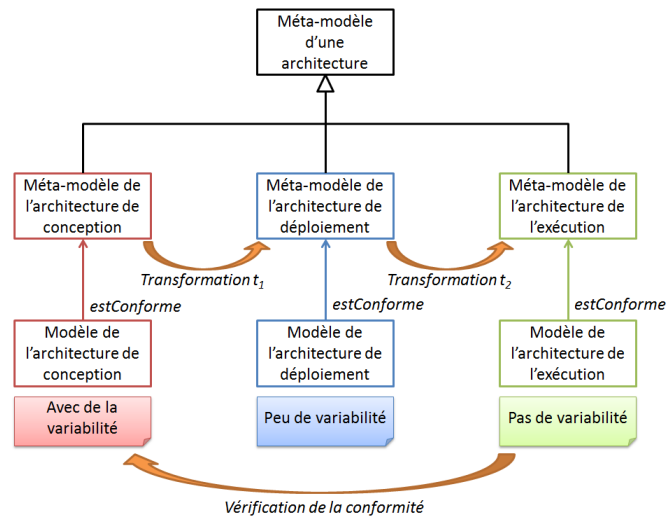 Méta-modèle
d'une
architecture
Méta-modèle de
l'architecture de
conception
Méta-modèle de
l'architecture de
déploiement
Méta-modèle de
l'architecture de
l'exécution
Transformation t1
Transformation t2
estConforme
estConforme
estConforme
Modèle de
l'architecture de
conception
Modèle de
l'architecture de
déploiement
Modèle de
l'architecture de
l'exécution
Avec de la
variabilité
Peu de variabilité
Pas de variabilité
Vérification de la conformité